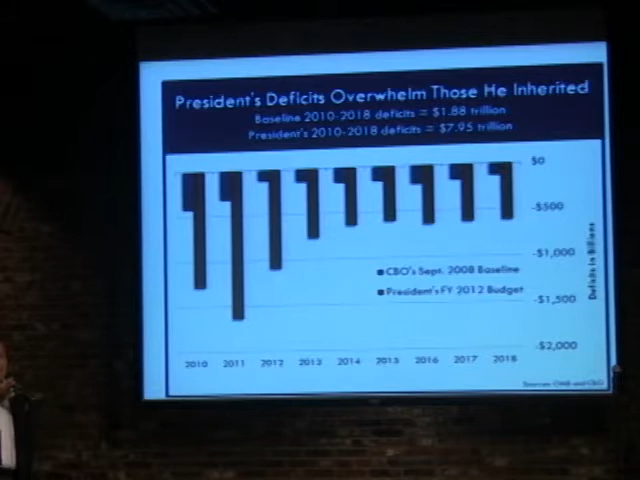 President's Deficits Overwhelm Those He Inherited
Baseline 2010-2018 deficits = $1.88 trillion
President's 2010-2018 deficits = $7.95 trillion
$0
-$500
-$1,000
-$1,500
-$2,000
Deficits in Billions
CBO's Sept. 2008 Baseline
President's FY 2012 Budget
2010 2011 2012 2013 2014 2015 2016 2017 2018
Sources: OMB and CBO